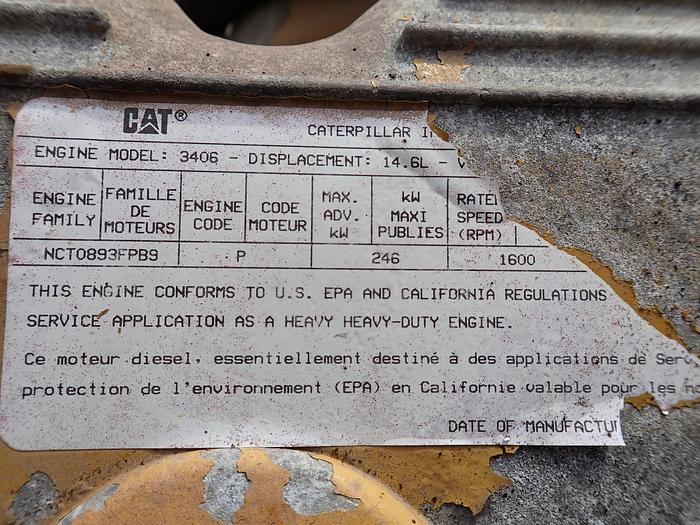 CAT®
CATERPILLAR
ENGINE MODEL: 3406 - DISPLACEMENT: 14.6L -
ENGINE FAMILY FAMILLE DE MOTEURS ENGINE CODE CODE MOTEUR MAX. ADV. kW kW MAXI PUBLIES SPEED (RPM)
NCT0893FPB9 P 246 1600
THIS ENGINE CONFORMS TO U.S. EPA AND CALIFORNIA REGULATIONS
SERVICE APPLICATION AS A HEAVY HEAVY-DUTY ENGINE.
Ce moteur diesel, essentiellement destiné à des applications de
protection de l'environnement (EPA) en Californie valable pour les
DATE OF